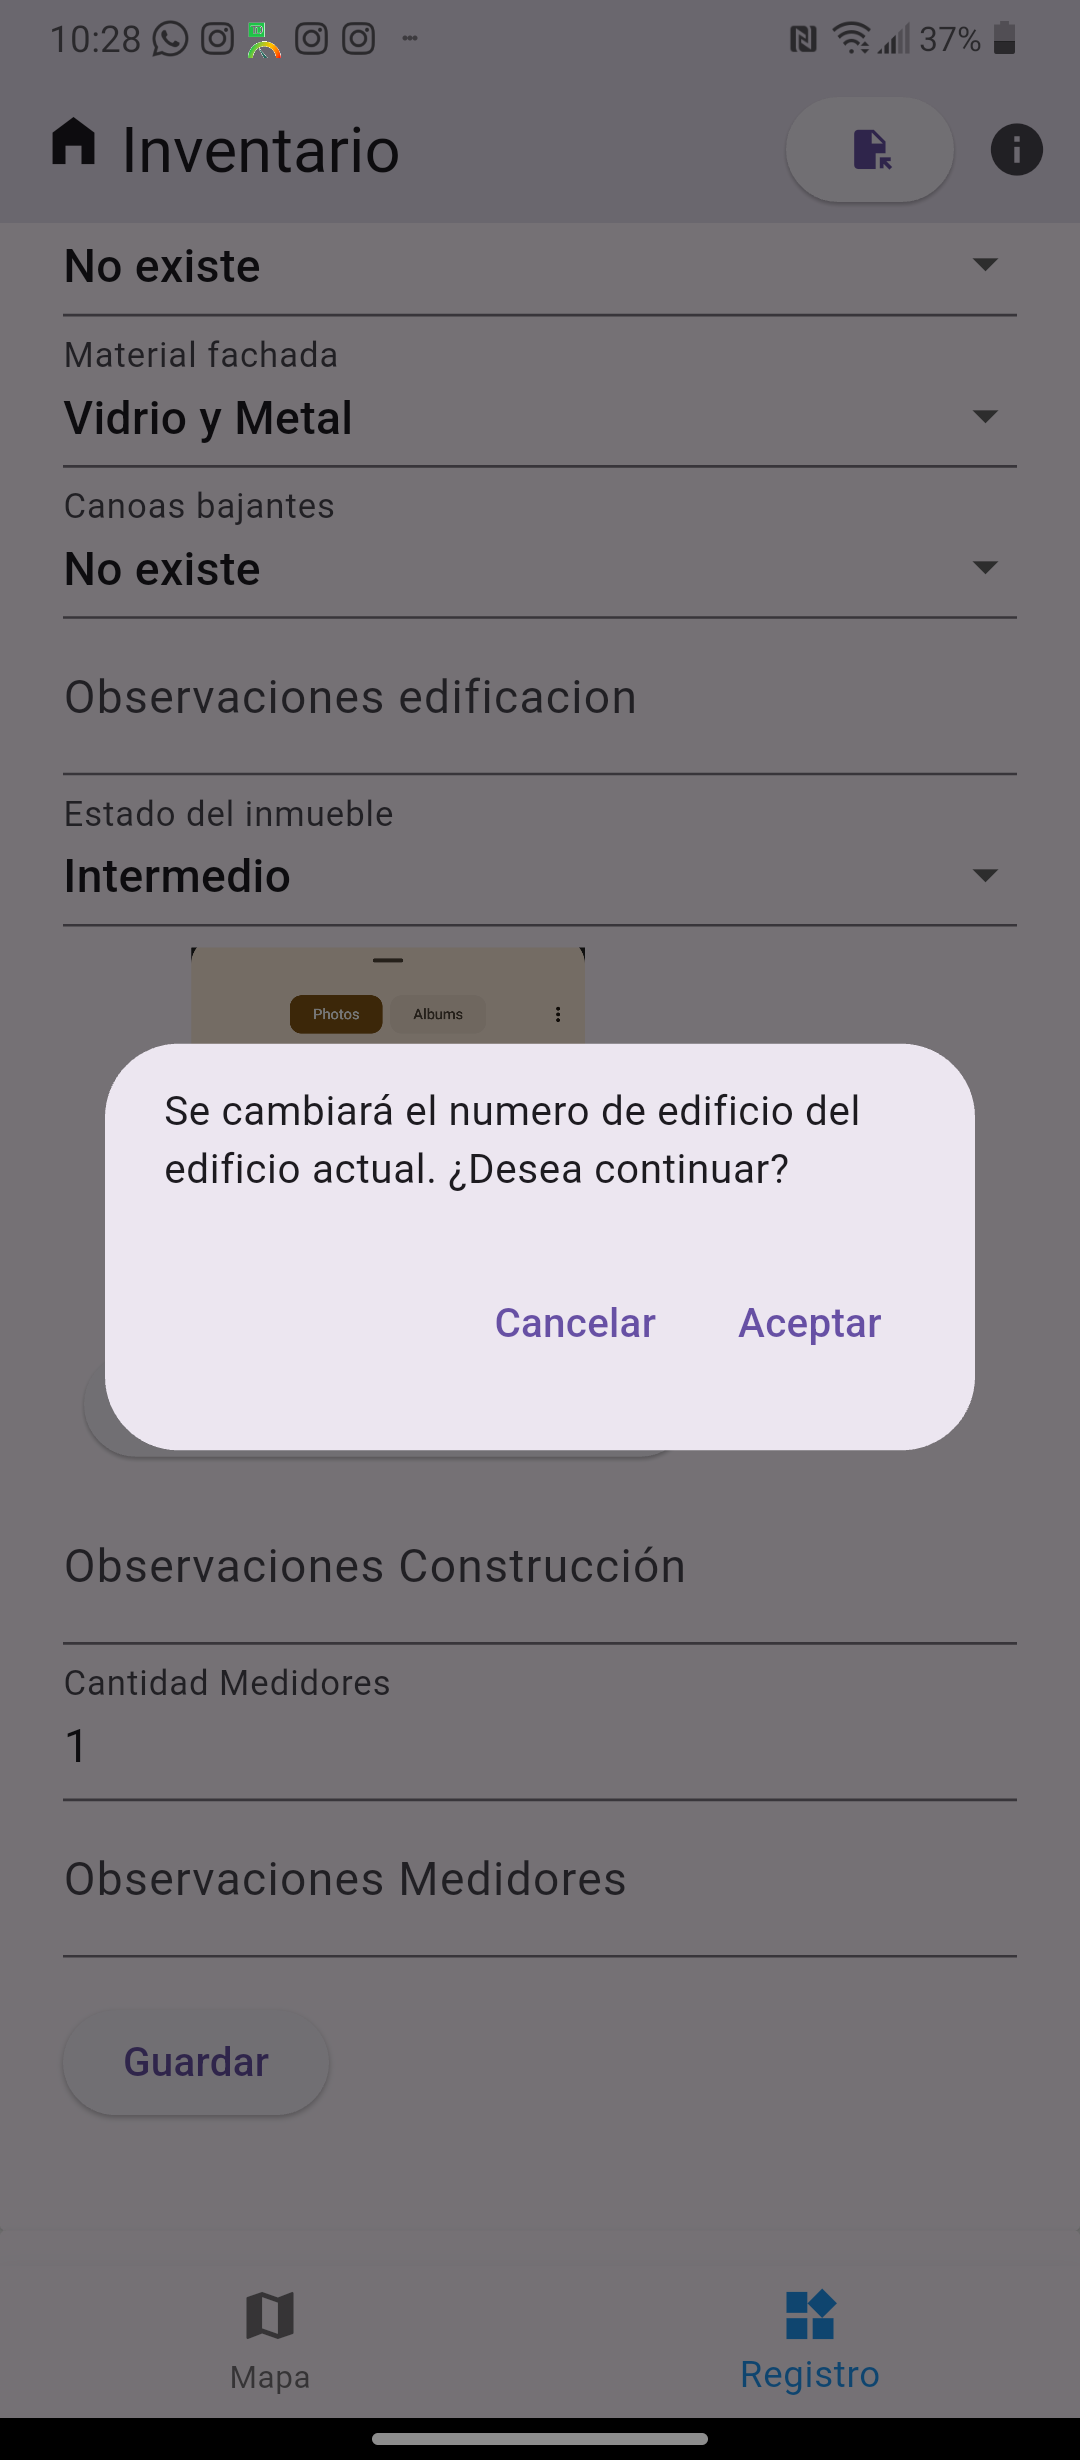 10:28
37%
Inventario
No existe
Material fachada
Vidrio y Metal
Canoas bajantes
No existe
Observaciones edificacion
Estado del inmueble
Intermedio
Photos Albums
Se cambiará el numero de edificio del
edificio actual. ¿Desea continuar?
Cancelar Aceptar
Observaciones Construcción
Cantidad Medidores
1
Observaciones Medidores
Guardar
Mapa
Registro